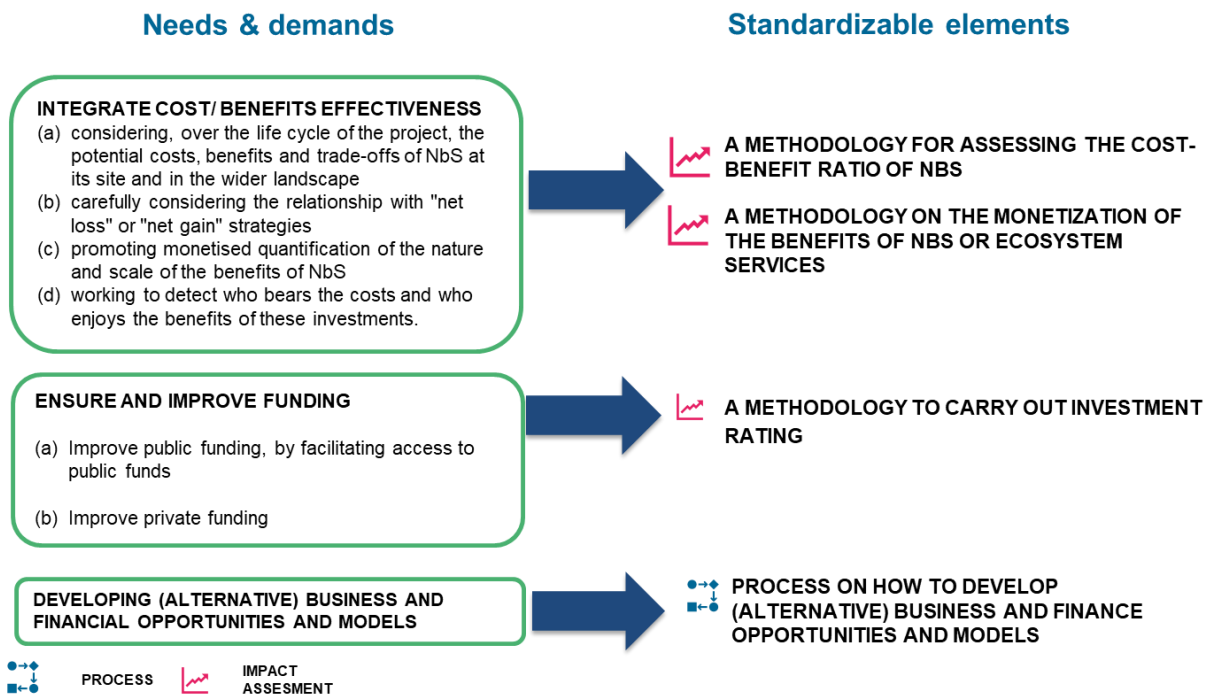 Needs & demands
Standardizable elements
INTEGRATE COST/ BENEFITS EFFECTIVENESS
(a) considering, over the life cycle of the project, the
potential costs, benefits and trade-offs of NbS at
its site and in the wider landscape
(b) carefully considering the relationship with "net
loss" or "net gain" strategies
(c) promoting monetised quantification of the nature
and scale of the benefits of NbS
(d) working to detect who bears the costs and who
enjoys the benefits of these investments.
A METHODOLOGY FOR ASSESSING THE COST-
BENEFIT RATIO OF NBS
A METHODOLOGY ON THE MONETIZATION OF
THE BENEFITS OF NBS OR ECOSYSTEM
SERVICES
ENSURE AND IMPROVE FUNDING
(a) Improve public funding, by facilitating access to
public funds
(b) Improve private funding
A METHODOLOGY TO CARRY OUT INVESTMENT
RATING
DEVELOPING (ALTERNATIVE) BUSINESS AND
FINANCIAL OPPORTUNITIES AND MODELS
PROCESS ON HOW TO DEVELOP
(ALTERNATIVE) BUSINESS AND FINANCE
OPPORTUNITIES AND MODELS
PROCESS
IMPACT
ASSESMENT